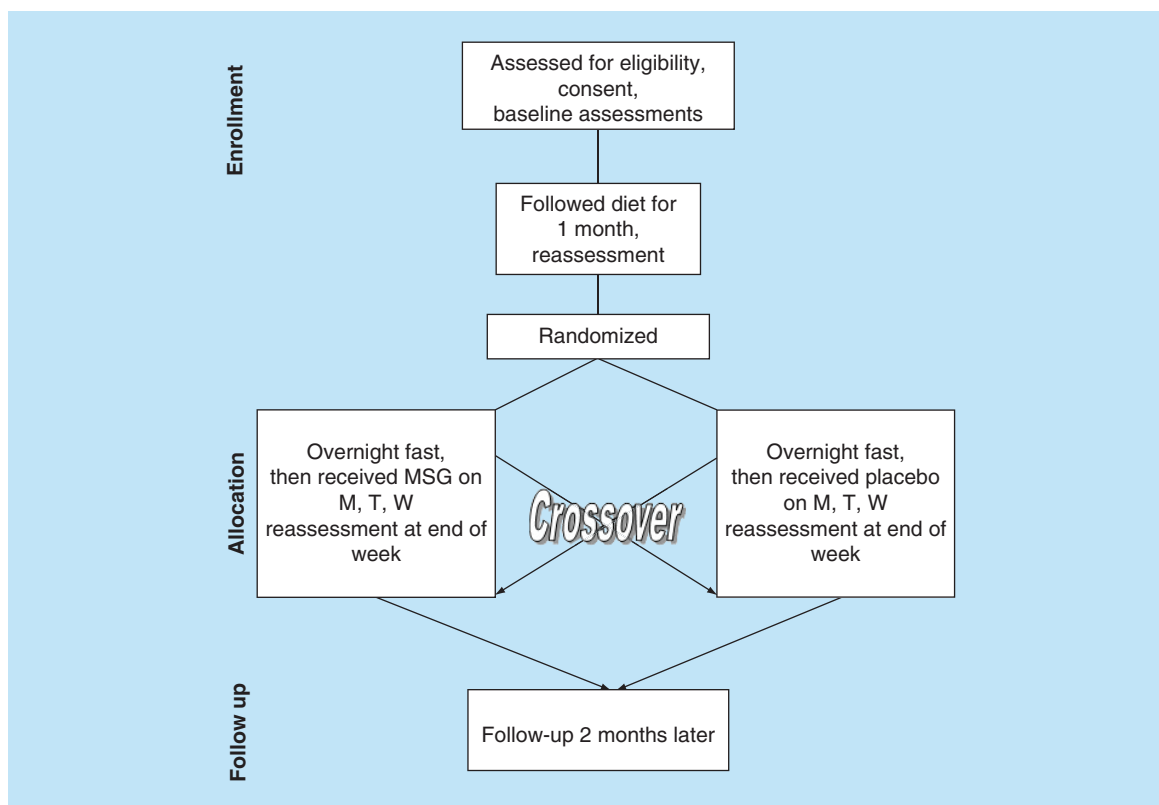 Enrollment
Assessed for eligibility,
consent,
baseline assessments
Followed diet for
1 month,
reassessment
Randomized
Allocation
Overnight fast,
then received MSG on
M, T, W
reassessment at end of
week
Crossover
Overnight fast,
then received placebo
on M, T, W
reassessment at end of
week
Follow up
Follow-up 2 months later